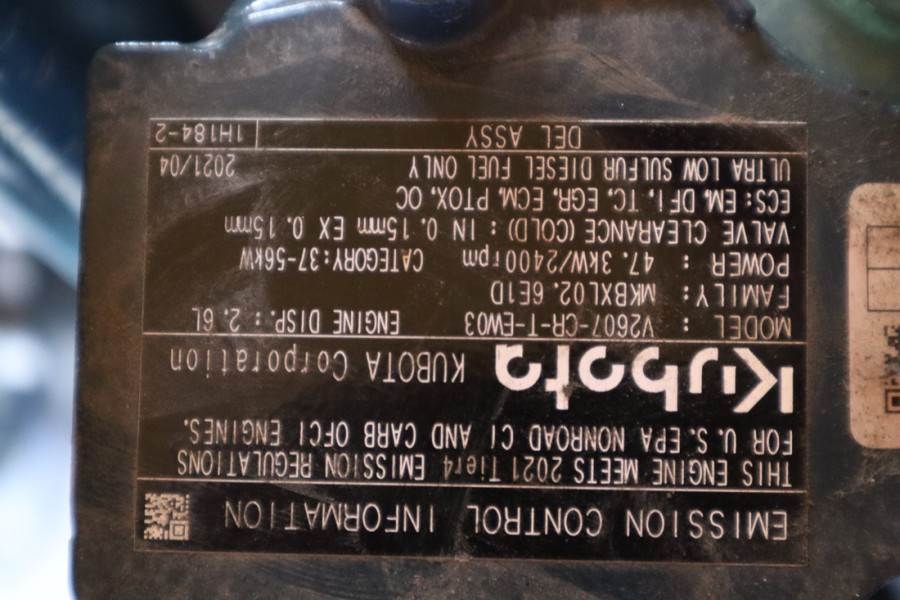 EMISSION CONTROL INFORMATION
THIS ENGINE MEETS 2021 Tier4 EMISSION REGULATIONS
FOR U.S. EPA NONROAD CI AND CARB OFCI ENGINES.
Kubota KUBOTA Corporation
MODEL : V2607-CR-T-EW03 ENGINE DISP.: 2.6L
FAMILY: MKBXL02.6E1D
POWER : 47.3kW/2400rpm CATEGORY:37-56kW
VALVE CLEARANCE (COLD): IN 0.15mm EX 0.15mm
ECS: EM, DFI, TC, EGR, ECM, PTOX, OC
ULTRA LOW SULFUR DIESEL FUEL ONLY 2021/04
DEL ASSY 1H184-2